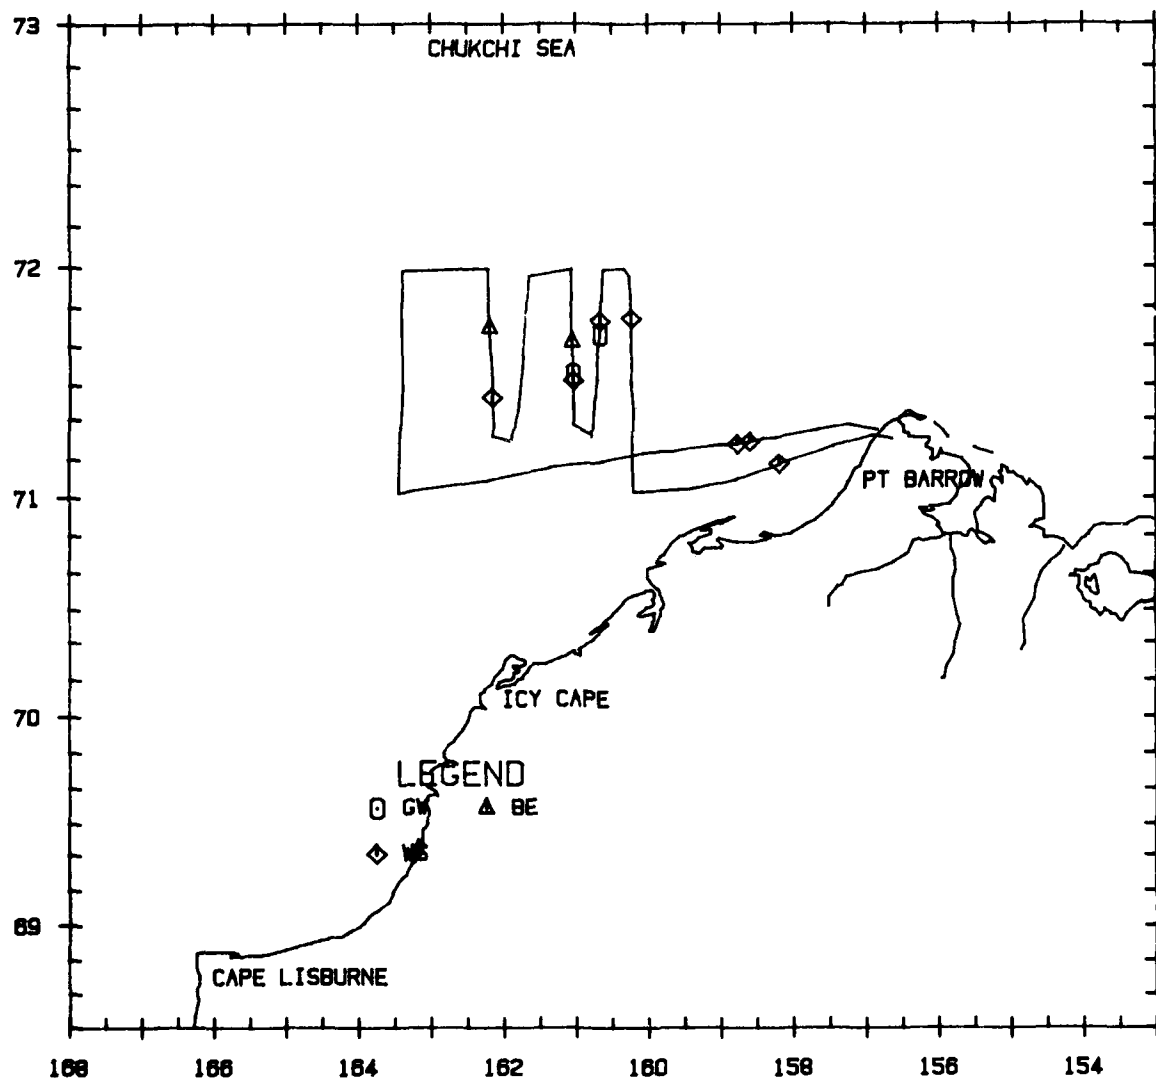 73
CHUKCHI SEA
72
71
PT BARROW
ICY CAPE
70
LEGEND
GW BE
WS
69
CAPE LISBURNE
168 166 164 162 160 158 156 154